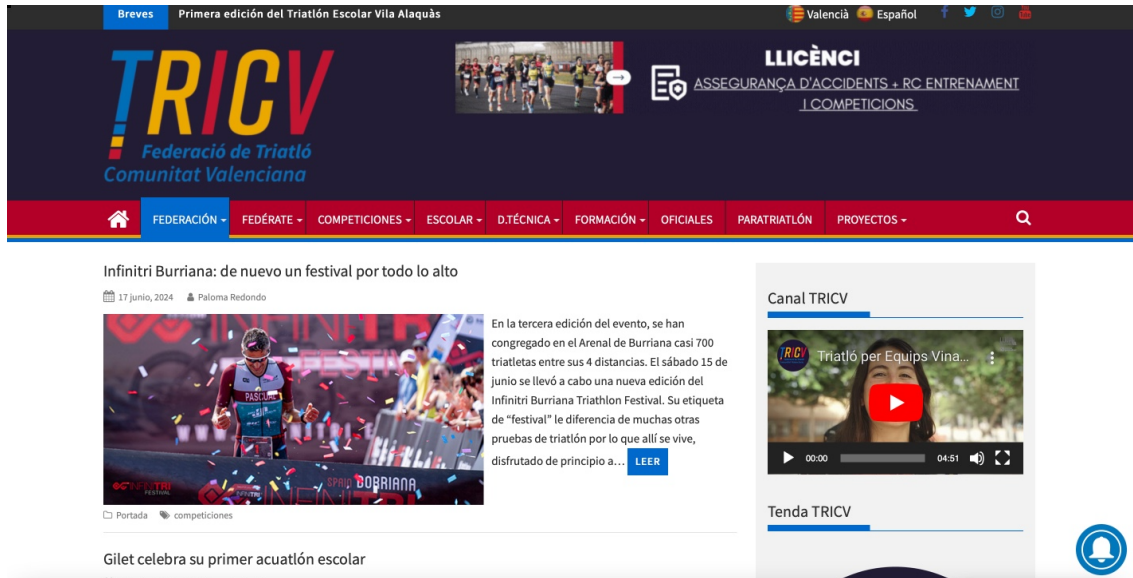 Breves Primera edición del Triatlón Escolar Vila Alaquàs Valencià Español
TRICV
Federació de Triatló
Comunitat Valenciana
LLICÈNCI
ASSEGURANÇA D'ACCIDENTS + RC ENTRENAMENT
I COMPETICIONS
FEDERACIÓN FEDÉRATE COMPETICIONES ESCOLAR D.TÉCNICA FORMACIÓN OFICIALES PARATRIATLÓN PROYECTOS
Infinitri Burriana: de nuevo un festival por todo lo alto
17 junio, 2024 Paloma Redondo
PASCUAL
INFINITRI
FESTIVAL
SPAIN BORRIANA
En la tercera edición del evento, se han
congregado en el Arenal de Burriana casi 700
triatletas entre sus 4 distancias. El sábado 15 de
junio se llevó a cabo una nueva edición del
Infinitri Burriana Triathlon Festival. Su etiqueta
de “festival” le diferencia de muchas otras
pruebas de triatlón por lo que allí se vive,
disfrutado de principio a… LEER
Portada competiciones
Gilet celebra su primer acuatlón escolar
Canal TRICV
TRICV Triatló per Equips Vina...
00:00 04:51
Tenda TRICV